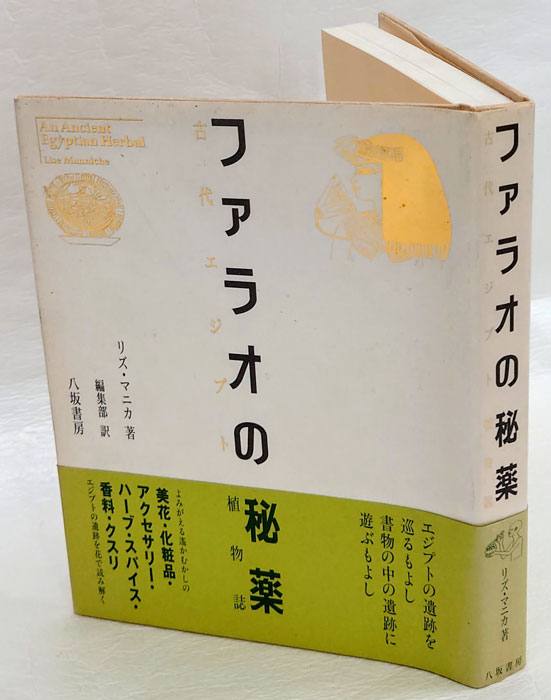 An Ancient
Egyptian Herbal
Lise Manniche
ファラオの秘薬
古代エジプト植物誌
リズ・マニカ 著
編集部 訳
八坂書房
エジプトの遺跡を
巡るもよし
書物の中の遺跡に
遊ぶもよし
よみがえる遙かむかしの
美花・化粧品・
アクセサリー・
ハーブ・スパイス・
香料・クスリ
エジプトの遺跡を花で読み解く
ファラオの秘薬
古代エジプト植物誌
リズ・マニカ 著
八坂書房